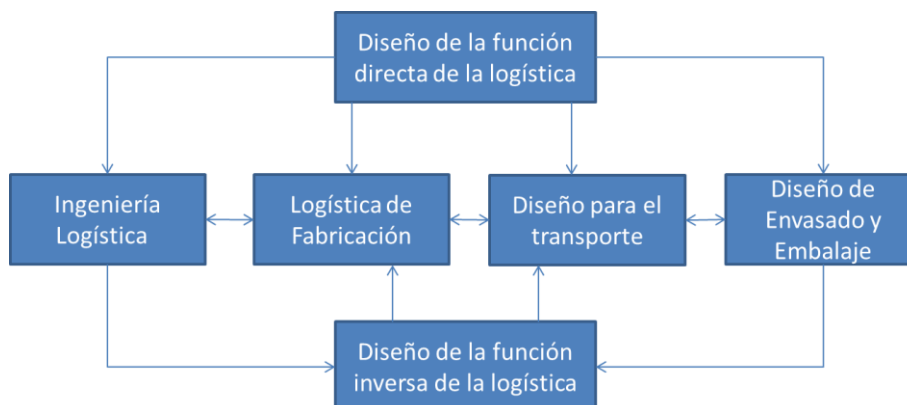 Diseño de la función
directa de la logística
Ingeniería
Logística
Logística de
Fabricación
Diseño para el
transporte
Diseño de
Envasado y
Embalaje
Diseño de la función
inversa de la logística